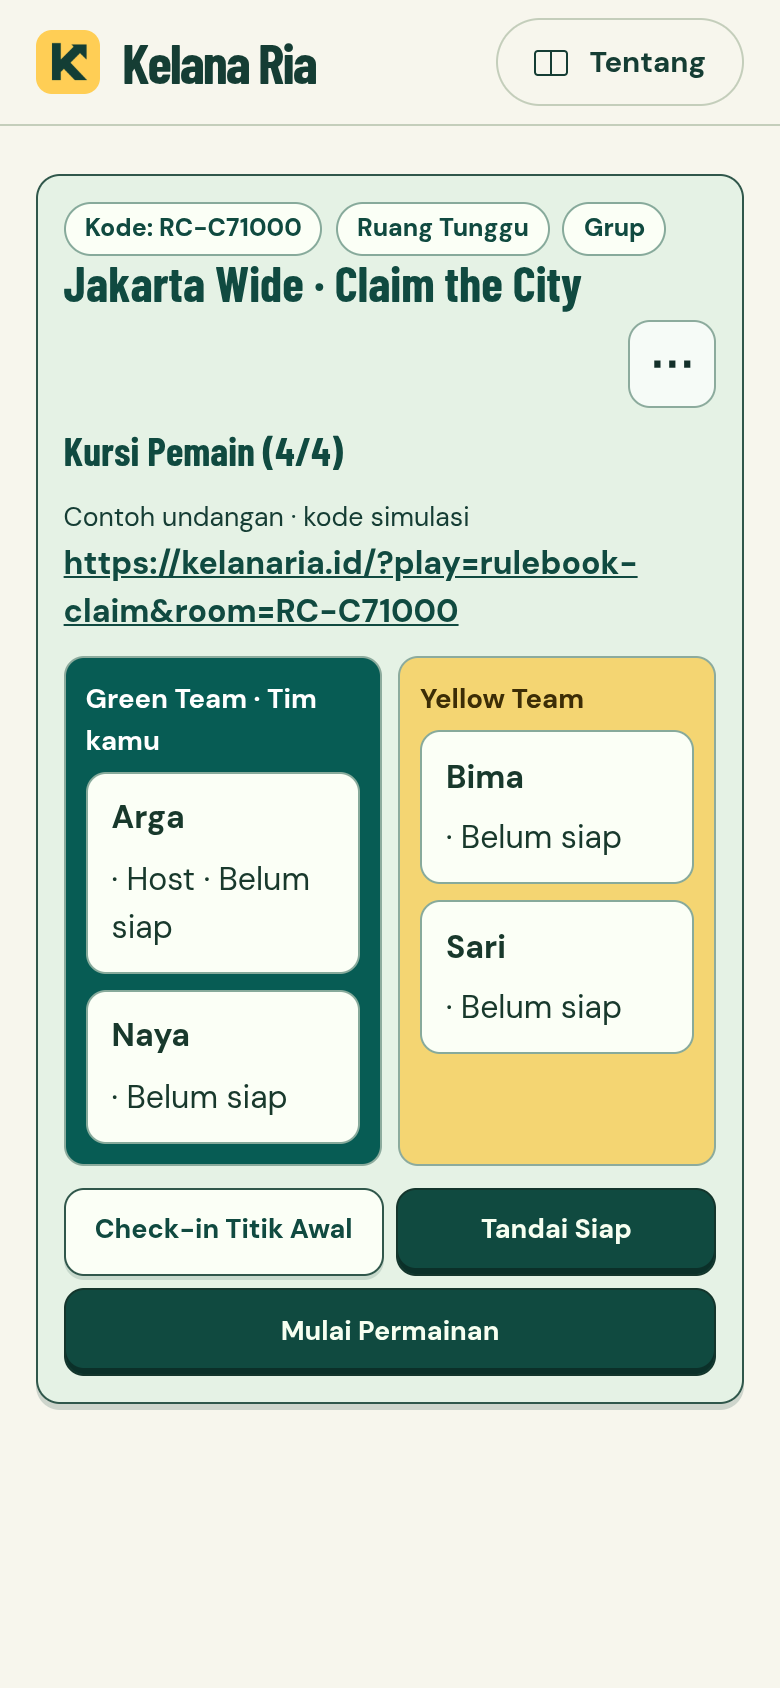 Kelana Ria
Tentang
Kode: RC-C71000
Ruang Tunggu
Grup
Jakarta Wide · Claim the City
...
Kursi Pemain (4/4)
Contoh undangan · kode simulasi
https://kelanaria.id/?play=rulebook-
claim&room=RC-C71000
Green Team · Tim
kamu
Arga
· Host · Belum
siap
Naya
· Belum siap
Yellow Team
Bima
· Belum siap
Sari
· Belum siap
Check-in Titik Awal
Tandai Siap
Mulai Permainan